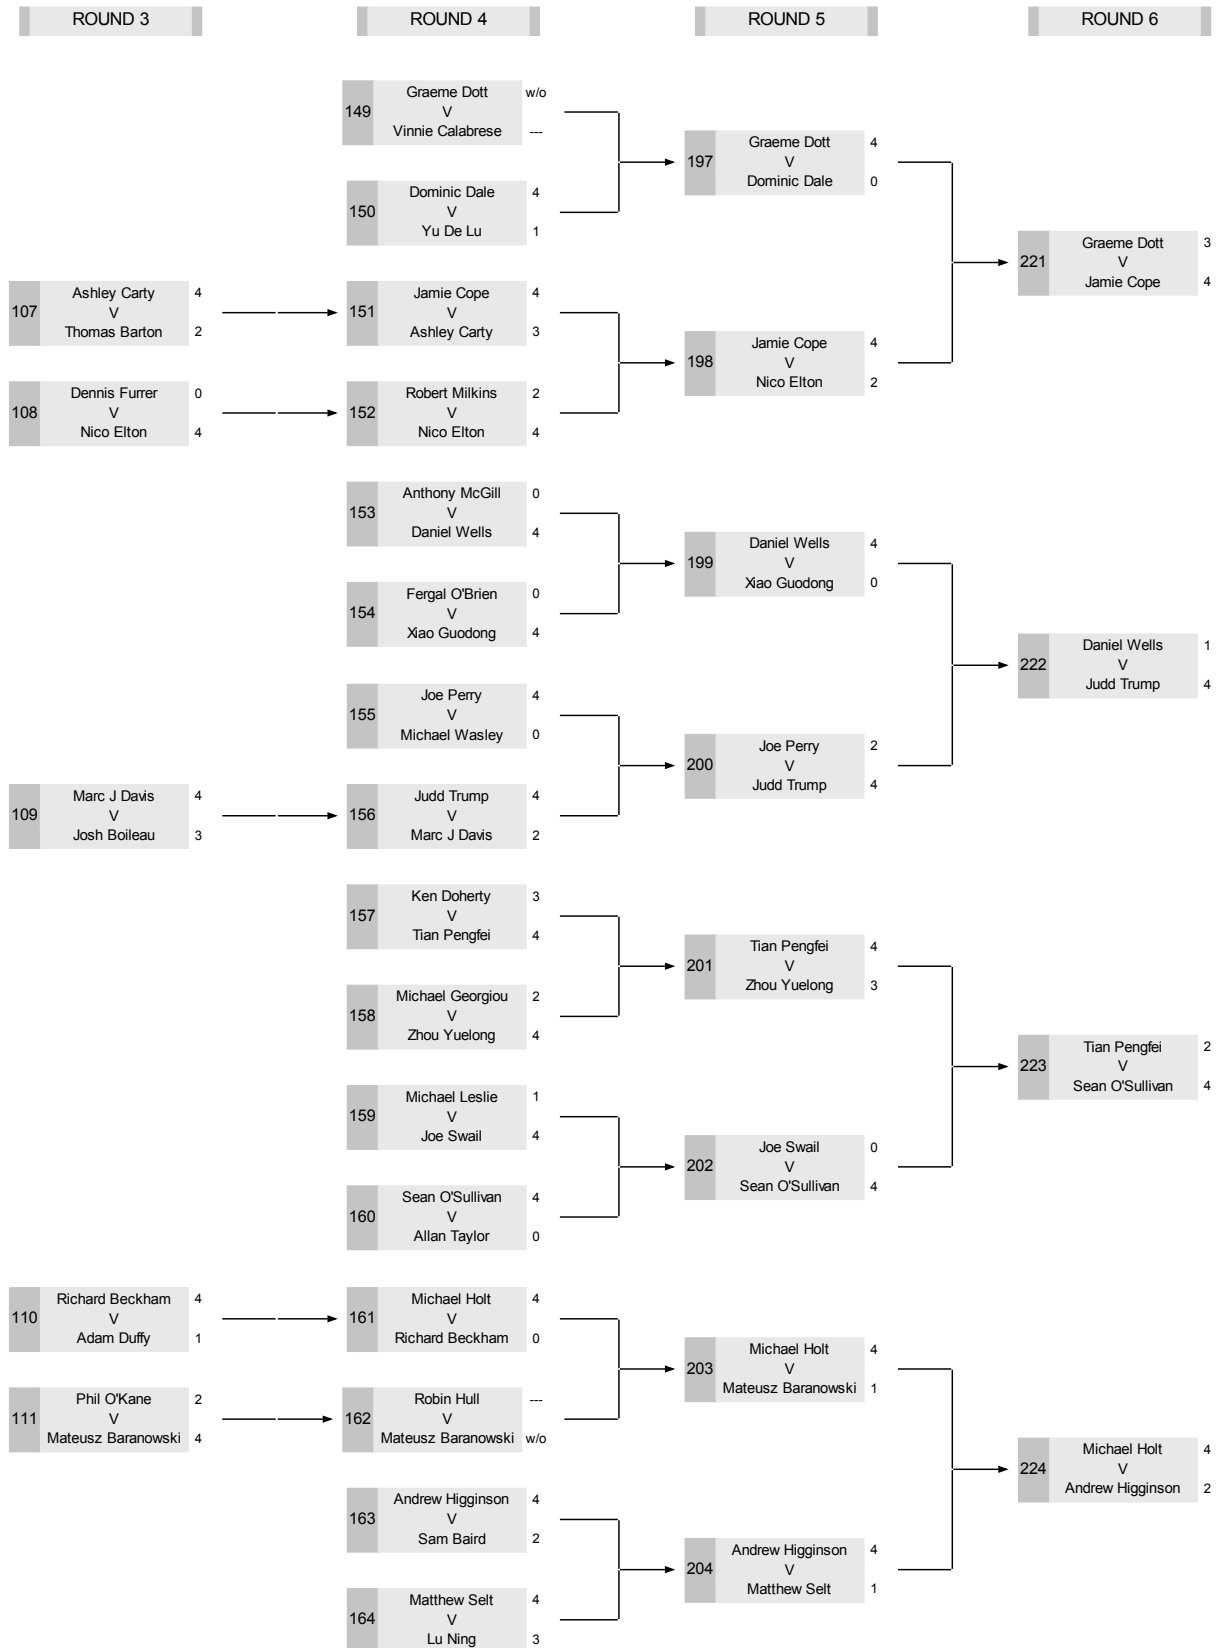 ROUND 3
ROUND 4
ROUND 5
ROUND 6
107
Ashley Carty 4
V
Thomas Barton 2
108
Dennis Furrer 0
V
Nico Elton 4
109
Marc J Davis 4
V
Josh Boileau 3
110
Richard Beckham 4
V
Adam Duffy 1
111
Phil O'Kane 2
V
Mateusz Baranowski 4
149
Graeme Dott w/o
V
Vinnie Calabrese ---
150
Dominic Dale 4
V
Yu De Lu 1
151
Jamie Cope 4
V
Ashley Carty 3
152
Robert Milkins 2
V
Nico Elton 4
153
Anthony McGill 0
V
Daniel Wells 4
154
Fergal O'Brien 0
V
Xiao Guodong 4
155
Joe Perry 4
V
Michael Wasley 0
156
Judd Trump 4
V
Marc J Davis 2
157
Ken Doherty 3
V
Tian Pengfei 4
158
Michael Georgiou 2
V
Zhou Yuelong 4
159
Michael Leslie 1
V
Joe Swail 4
160
Sean O'Sullivan 4
V
Allan Taylor 0
161
Michael Holt 4
V
Richard Beckham 0
162
Robin Hull ---
V
Mateusz Baranowski w/o
163
Andrew Higginson 4
V
Sam Baird 2
164
Matthew Selt 4
V
Lu Ning 3
197
Graeme Dott 4
V
Dominic Dale 0
198
Jamie Cope 4
V
Nico Elton 2
199
Daniel Wells 4
V
Xiao Guodong 0
200
Joe Perry 2
V
Judd Trump 4
201
Tian Pengfei 4
V
Zhou Yuelong 3
202
Joe Swail 0
V
Sean O'Sullivan 4
203
Michael Holt 4
V
Mateusz Baranowski 1
204
Andrew Higginson 4
V
Matthew Selt 1
221
Graeme Dott 3
V
Jamie Cope 4
222
Daniel Wells 1
V
Judd Trump 4
223
Tian Pengfei 2
V
Sean O'Sullivan 4
224
Michael Holt 4
V
Andrew Higginson 2